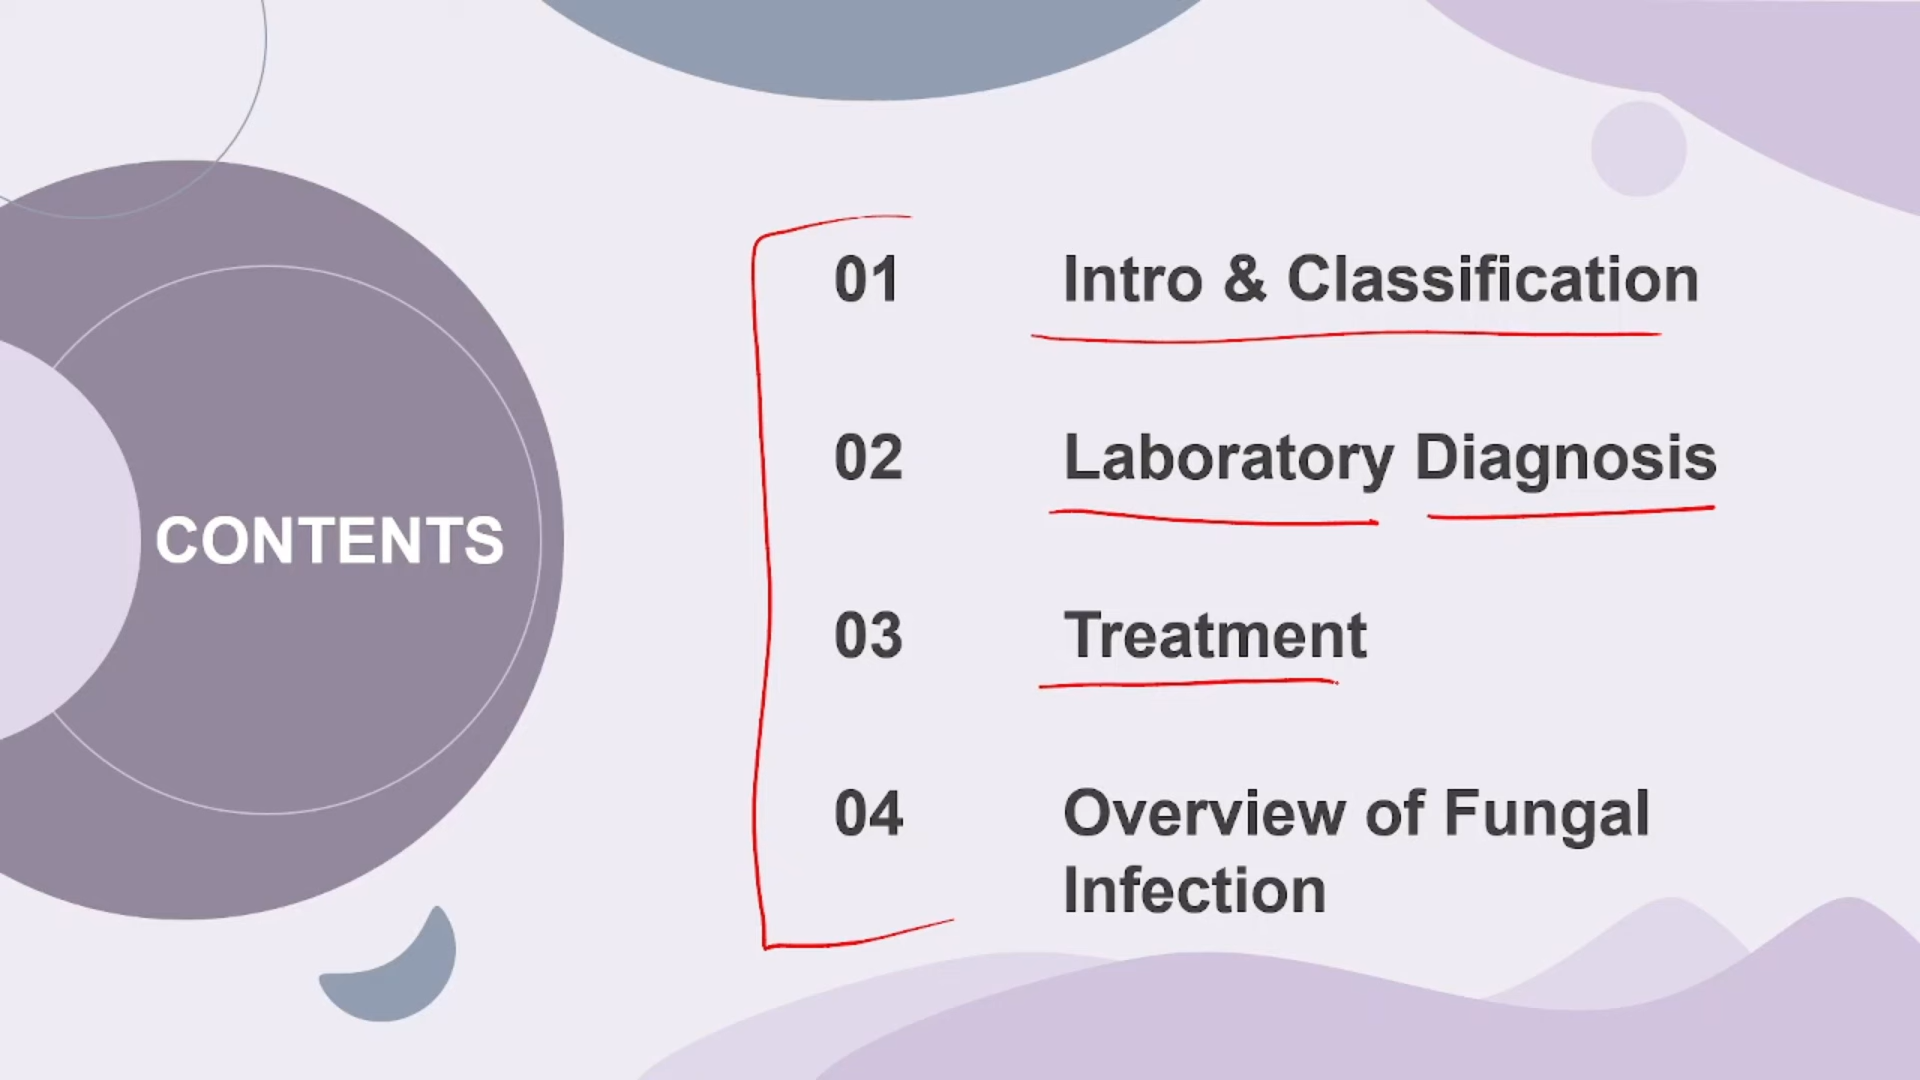 CONTENTS
01 Intro & Classification
02 Laboratory Diagnosis
03 Treatment
04 Overview of Fungal
Infection